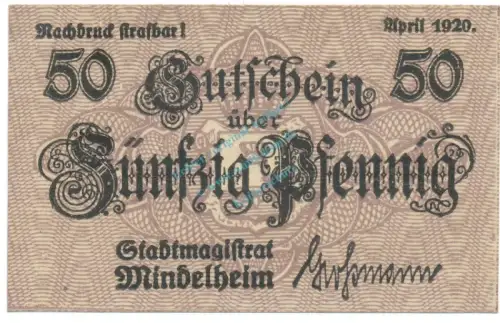 Nachdruck strafbar!
April 1920.
50 Gutschein 50
über
Fünfzig Pfennig
Stadtmagistrat
Mindelheim